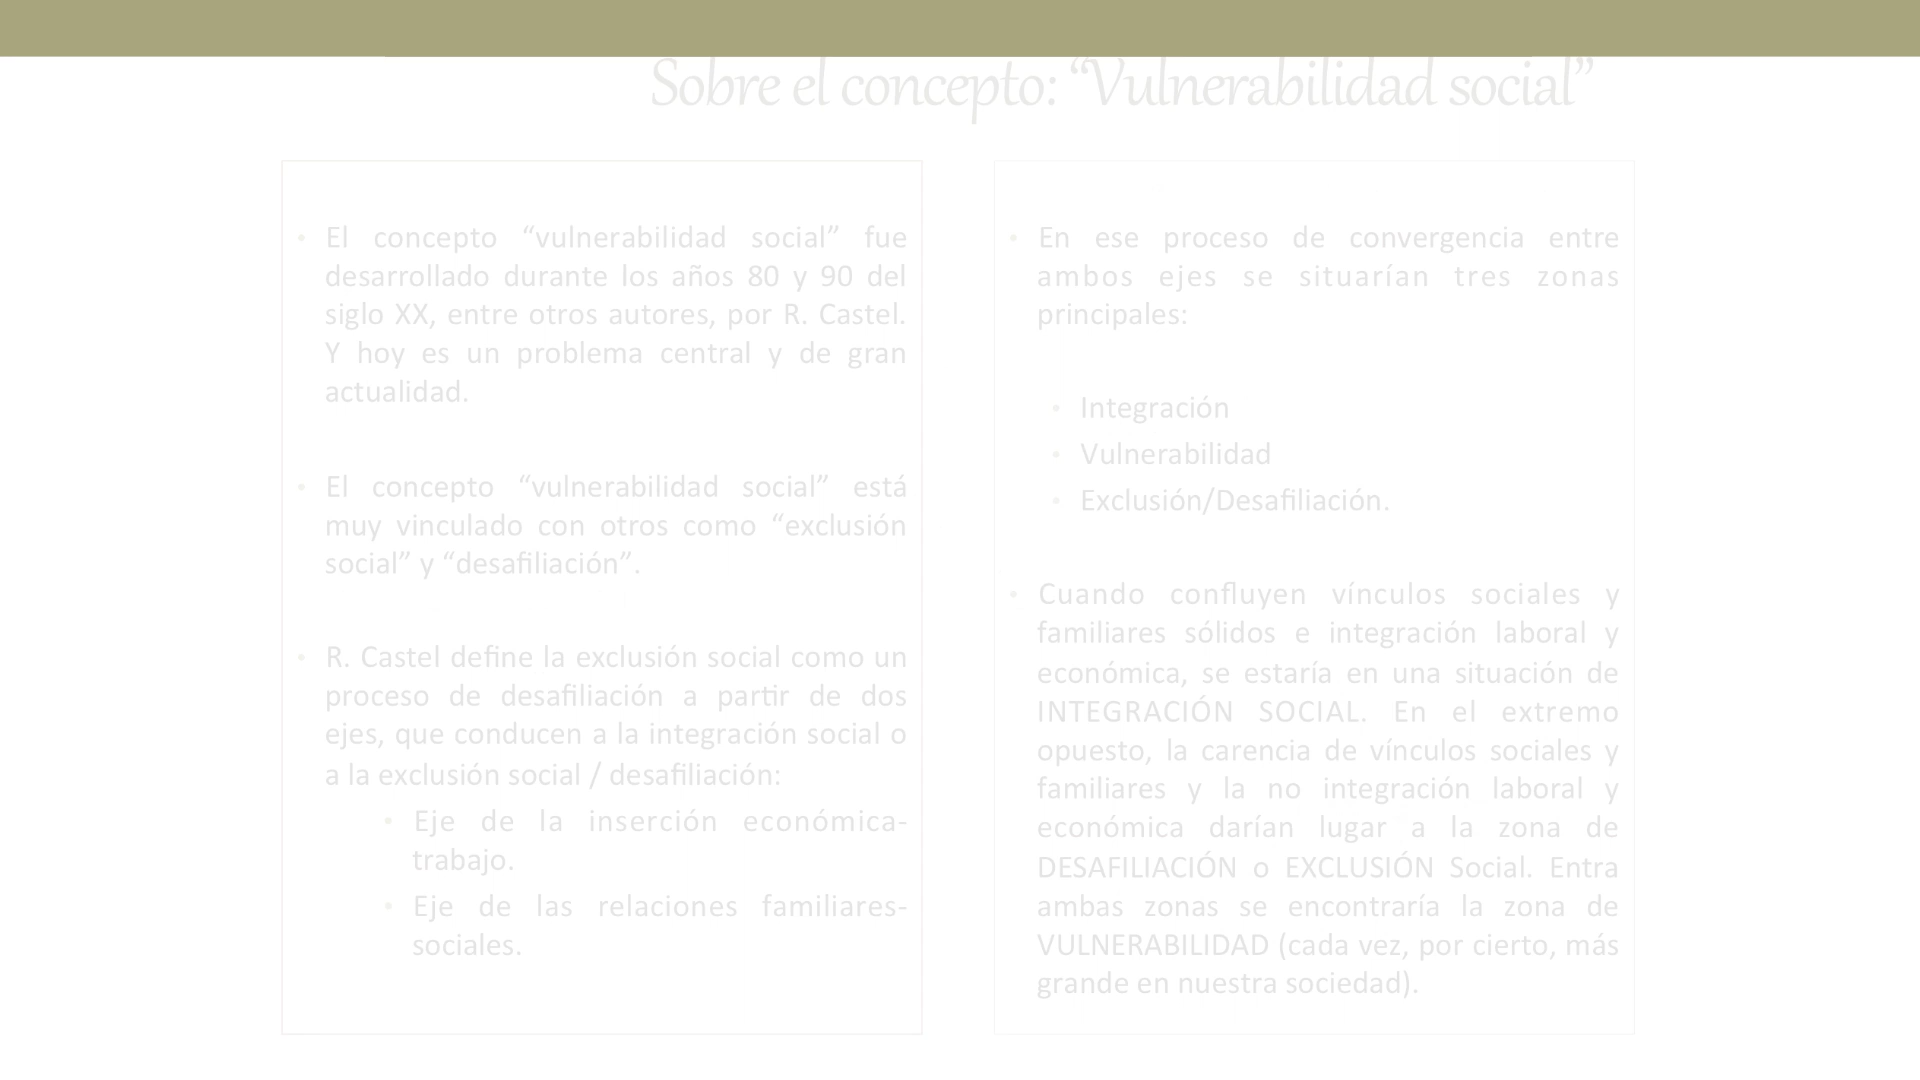 Sobre el concepto: “Vulnerabilidad social”
• El concepto “vulnerabilidad social” fue
desarrollado durante los años 80 y 90 del
siglo XX, entre otros autores, por R. Castel.
Y hoy es un problema central y de gran
actualidad.
• El concepto “vulnerabilidad social” está
muy vinculado con otros como “exclusión
social” y “desafiliación”.
• R. Castel define la exclusión social como un
proceso de desafiliación a partir de dos
ejes, que conducen a la integración social o
a la exclusión social / desafiliación:
• Eje de la inserción económica-
trabajo.
• Eje de las relaciones familiares-
sociales.
• En ese proceso de convergencia entre
ambos ejes se situarían tres zonas
principales:
• Integración
• Vulnerabilidad
• Exclusión/Desafiliación.
• Cuando confluyen vínculos sociales y
familiares sólidos e integración laboral y
económica, se estaría en una situación de
INTEGRACIÓN SOCIAL. En el extremo
opuesto, la carencia de vínculos sociales y
familiares y la no integración laboral y
económica darían lugar a la zona de
DESAFILIACIÓN o EXCLUSIÓN Social. Entra
ambas zonas se encontraría la zona de
VULNERABILIDAD (cada vez, por cierto, más
grande en nuestra sociedad).